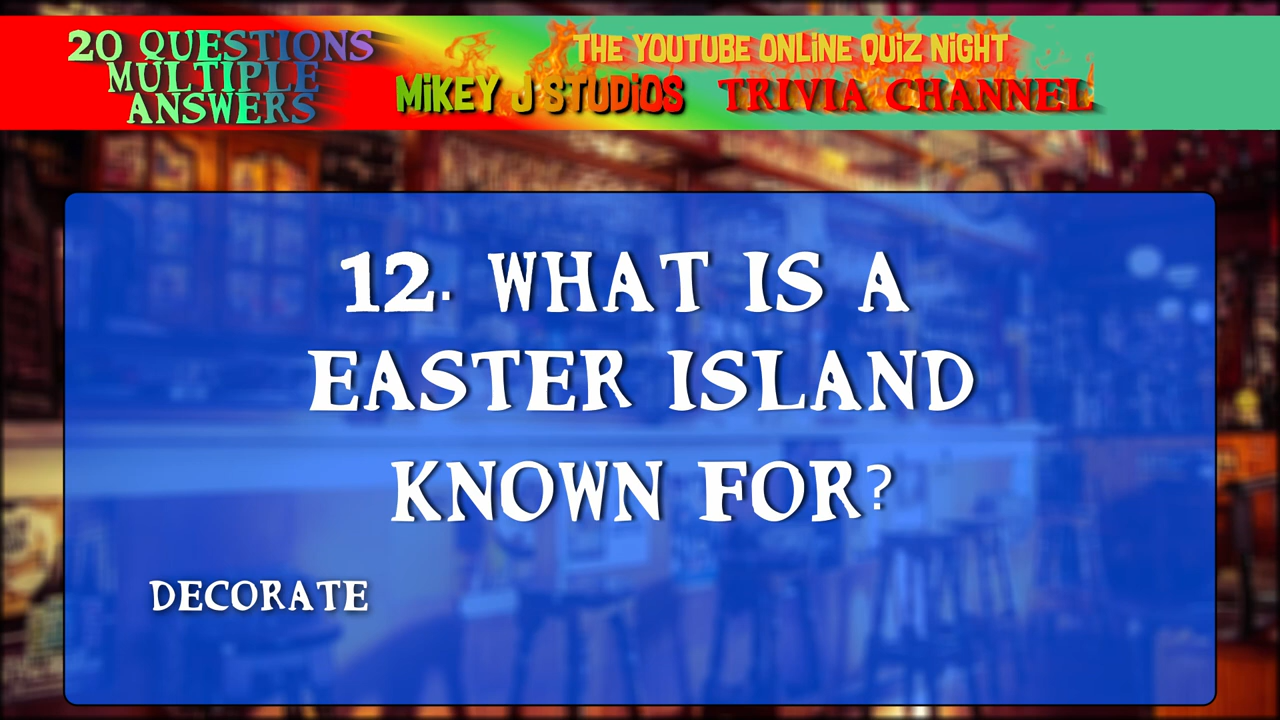 20 QUESTIONS
MULTIPLE
ANSWERS
THE YOUTUBE ONLINE QUIZ NIGHT
MIKEY J STUDIOS TRIVIA CHANNEL
12. WHAT IS A
EASTER ISLAND
KNOWN FOR?
DECORATE